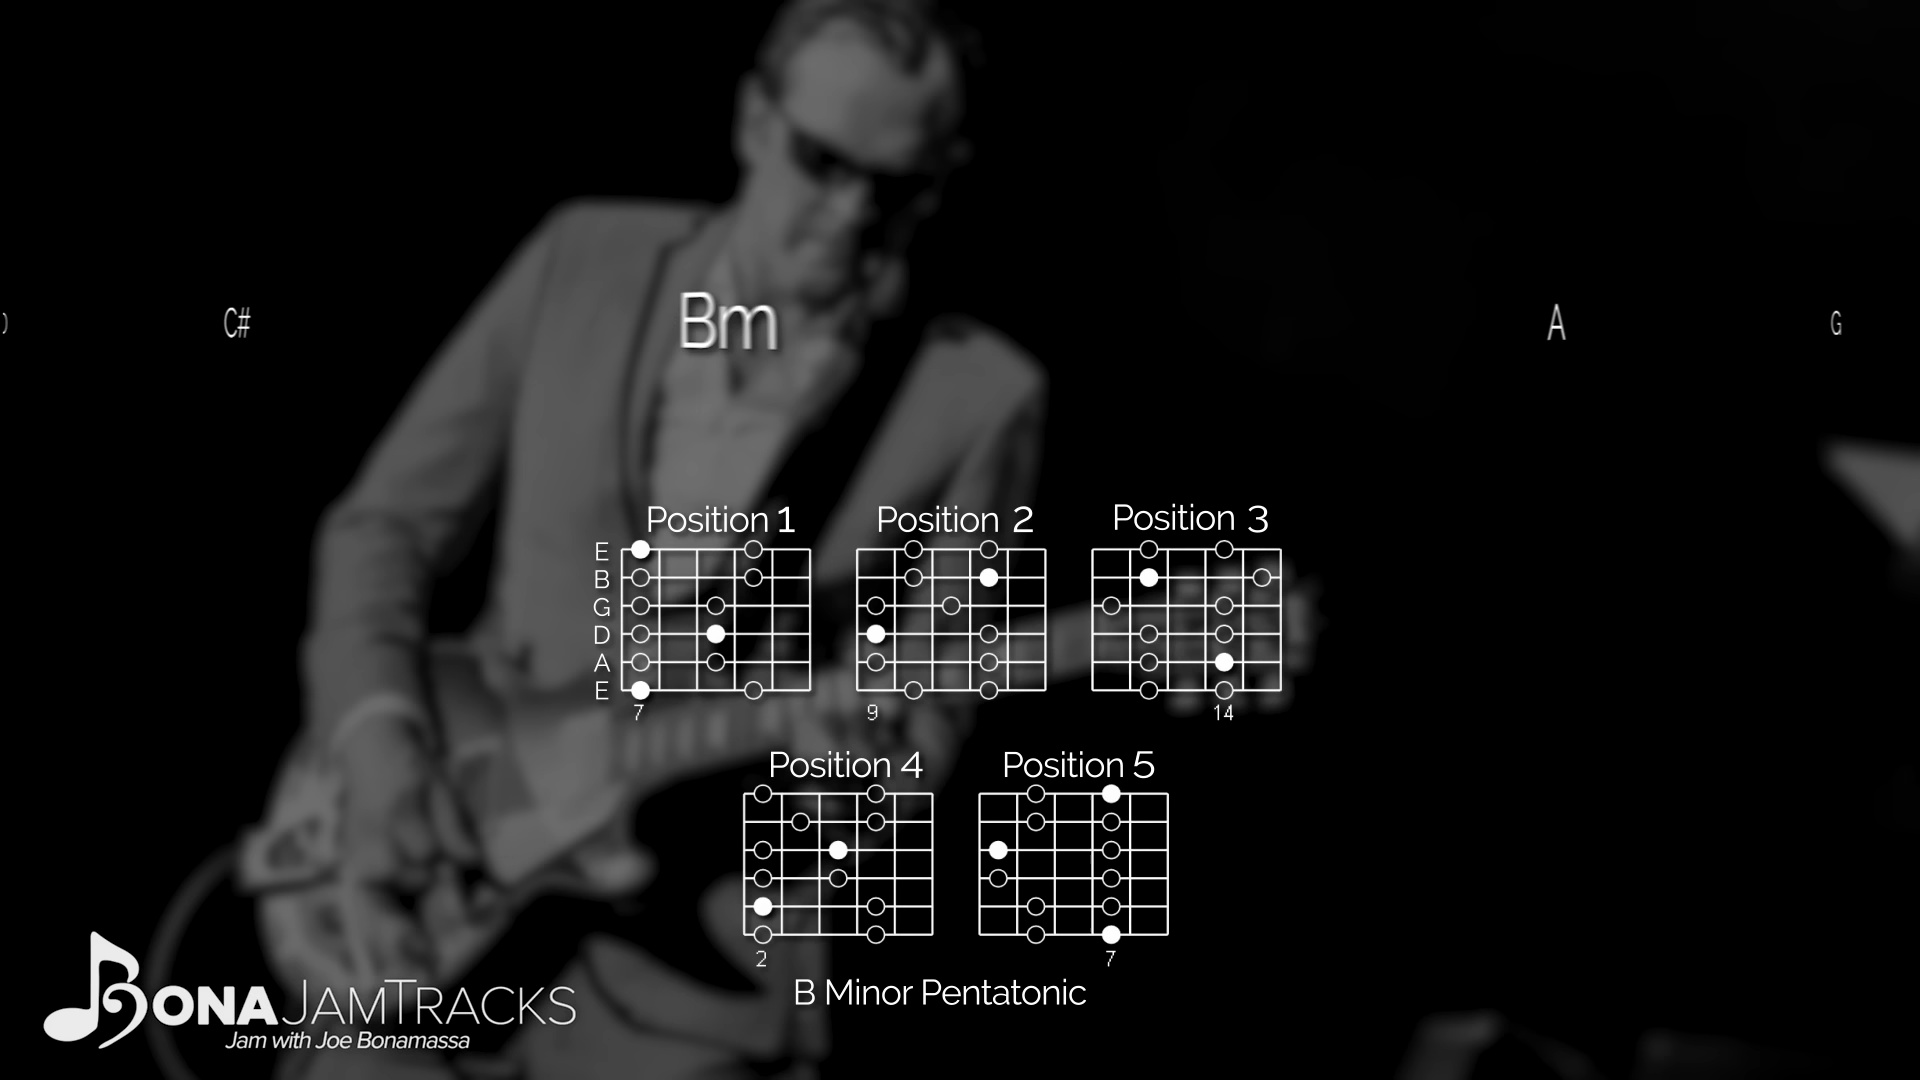 C# Bm A G
Position 1 Position 2 Position 3
E
B
G
D
A
E
7 9 14
Position 4 Position 5
2 7
B Minor Pentatonic
BONAJAMTRACKS
Jam with Joe Bonamassa